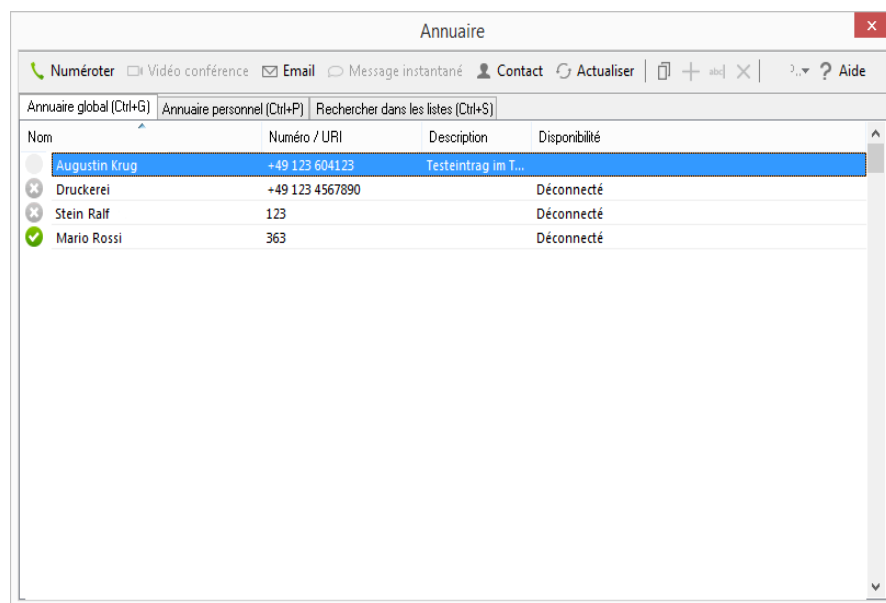 Annuaire
Numéroter Vidéo conférence Email Message instantané Contact Actualiser abc Aide
Annuaire global (Ctrl+G) Annuaire personnel (Ctrl+P) Rechercher dans les listes (Ctrl+S)
Nom Numéro / URI Description Disponibilité
Augustin Krug +49 123 604123 Testeintrag im T...
Druckerei +49 123 4567890 Déconnecté
Stein Ralf 123 Déconnecté
Mario Rossi 363 Déconnecté